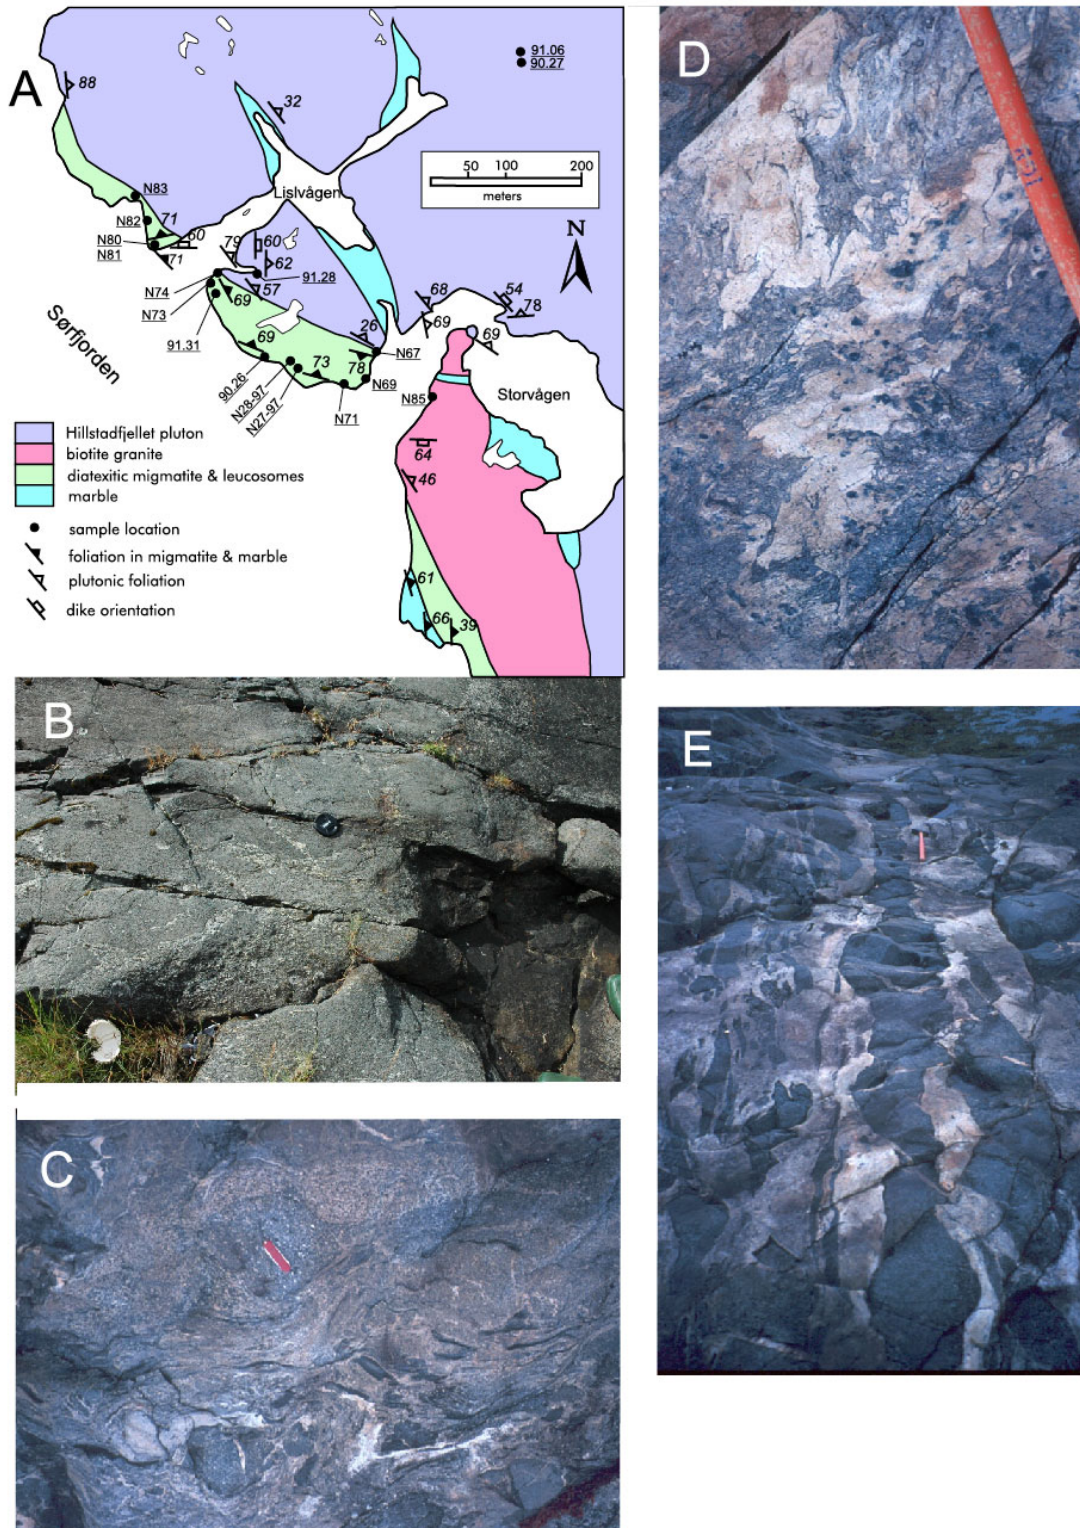 A
88
32
91.06
90.27
50 100 200
meters
Lislvågen
N
N83
N82
71
60
N80
N81
71
79
60
62
91.28
57
N74
N73
69
91.31
68
54
78
69
69
26
N67
Sørfjorden
69
73
78
90.26
N28-97
N27-97
N71
N69
N85
Storvågen
64
46
61
66
39
Hillstadfjellet pluton
biotite granite
diatexitic migmatite & leucosomes
marble
sample location
foliation in migmatite & marble
plutonic foliation
dike orientation
B
C
D
E